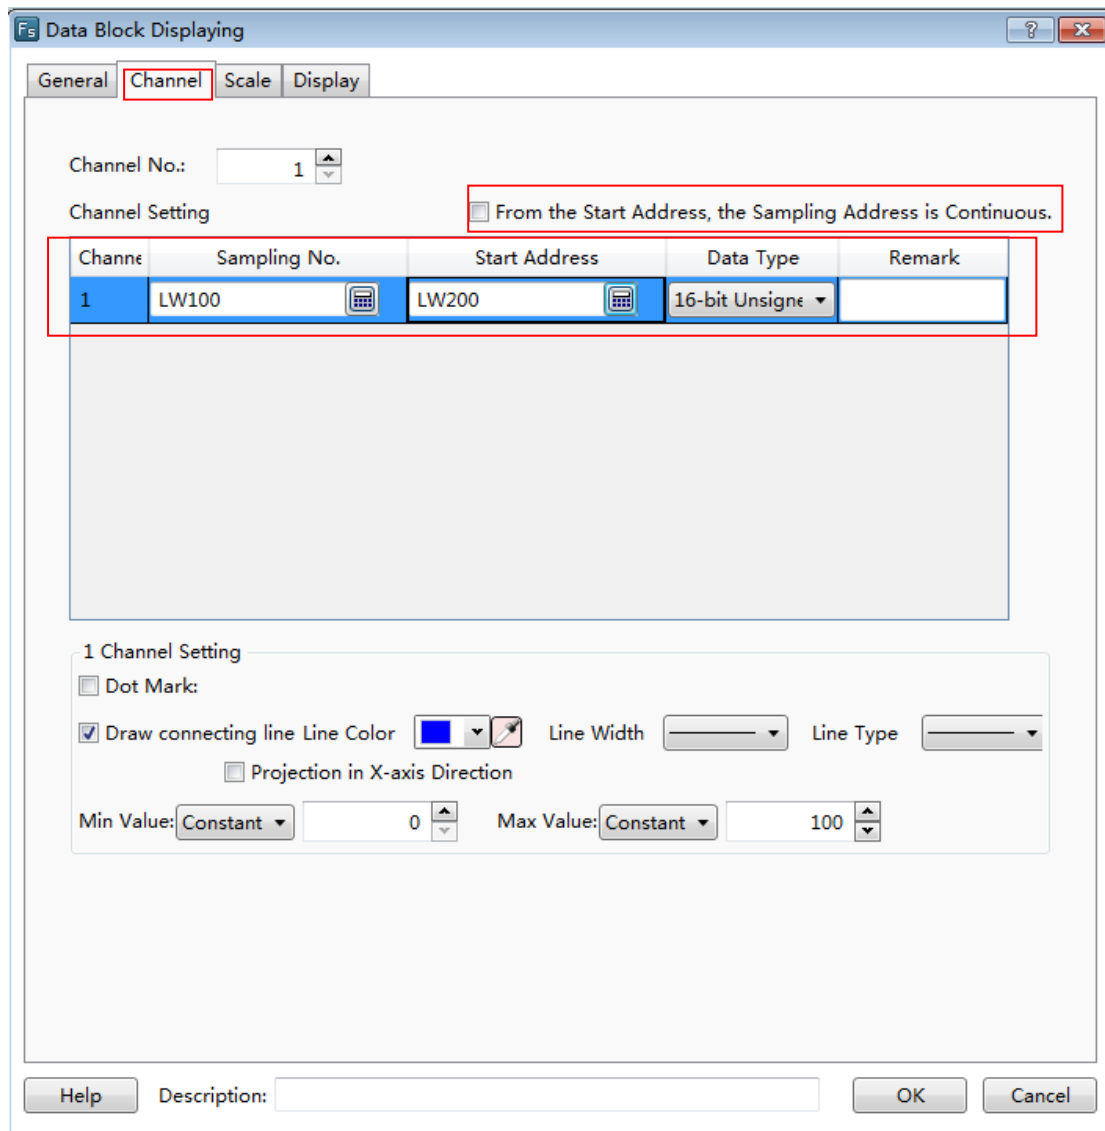 Fs Data Block Displaying ?
General Channel Scale Display
Channel No.: 1
Channel Setting From the Start Address, the Sampling Address is Continuous.
Channe Sampling No. Start Address Data Type Remark
1 LW100 LW200 16-bit Unsigne
1 Channel Setting
Dot Mark:
Draw connecting line Line Color Line Width Line Type
Projection in X-axis Direction
Min Value: Constant 0 Max Value: Constant 100
Help Description: OK Cancel